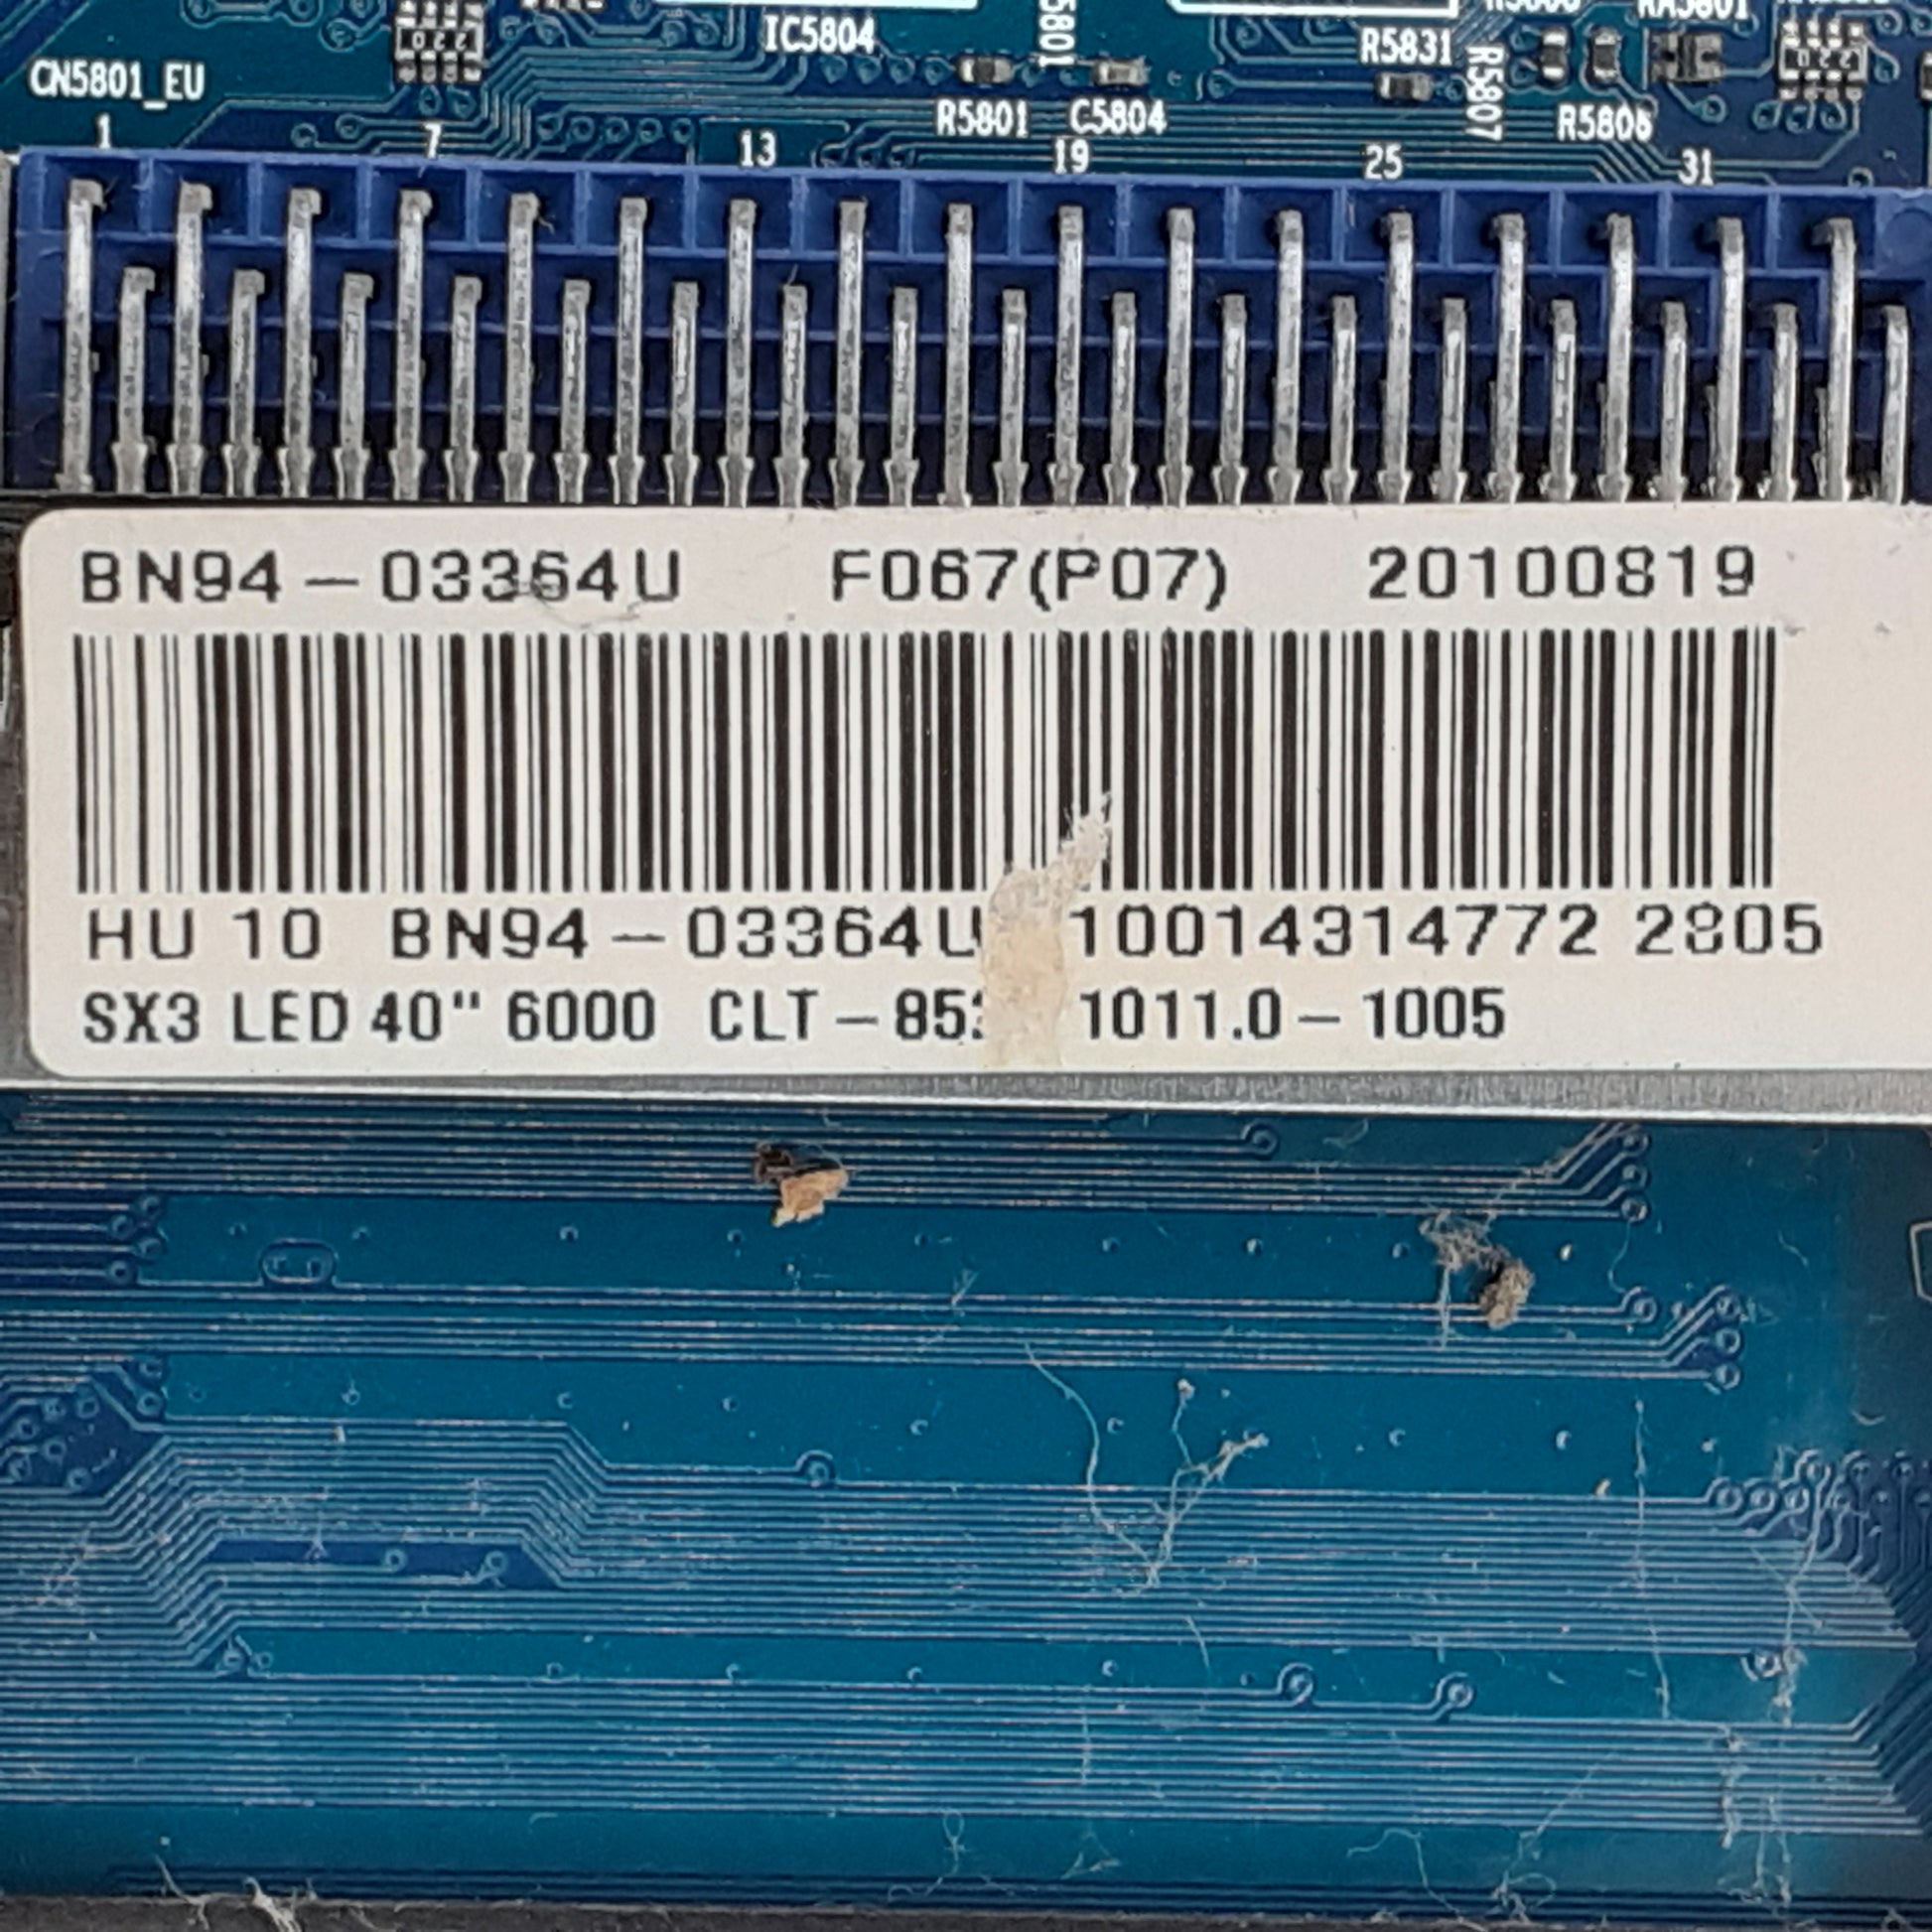 IC5804
R5831
CN5801_EU
R5801
C5804
R5807
R5806
1
7
13
19
25
31
BN94-03364U F067(P07) 20100819
HU 10 BN94-03364U 10014314772 2805
SX3 LED 40" 6000 CLT-85 1011.0-1005